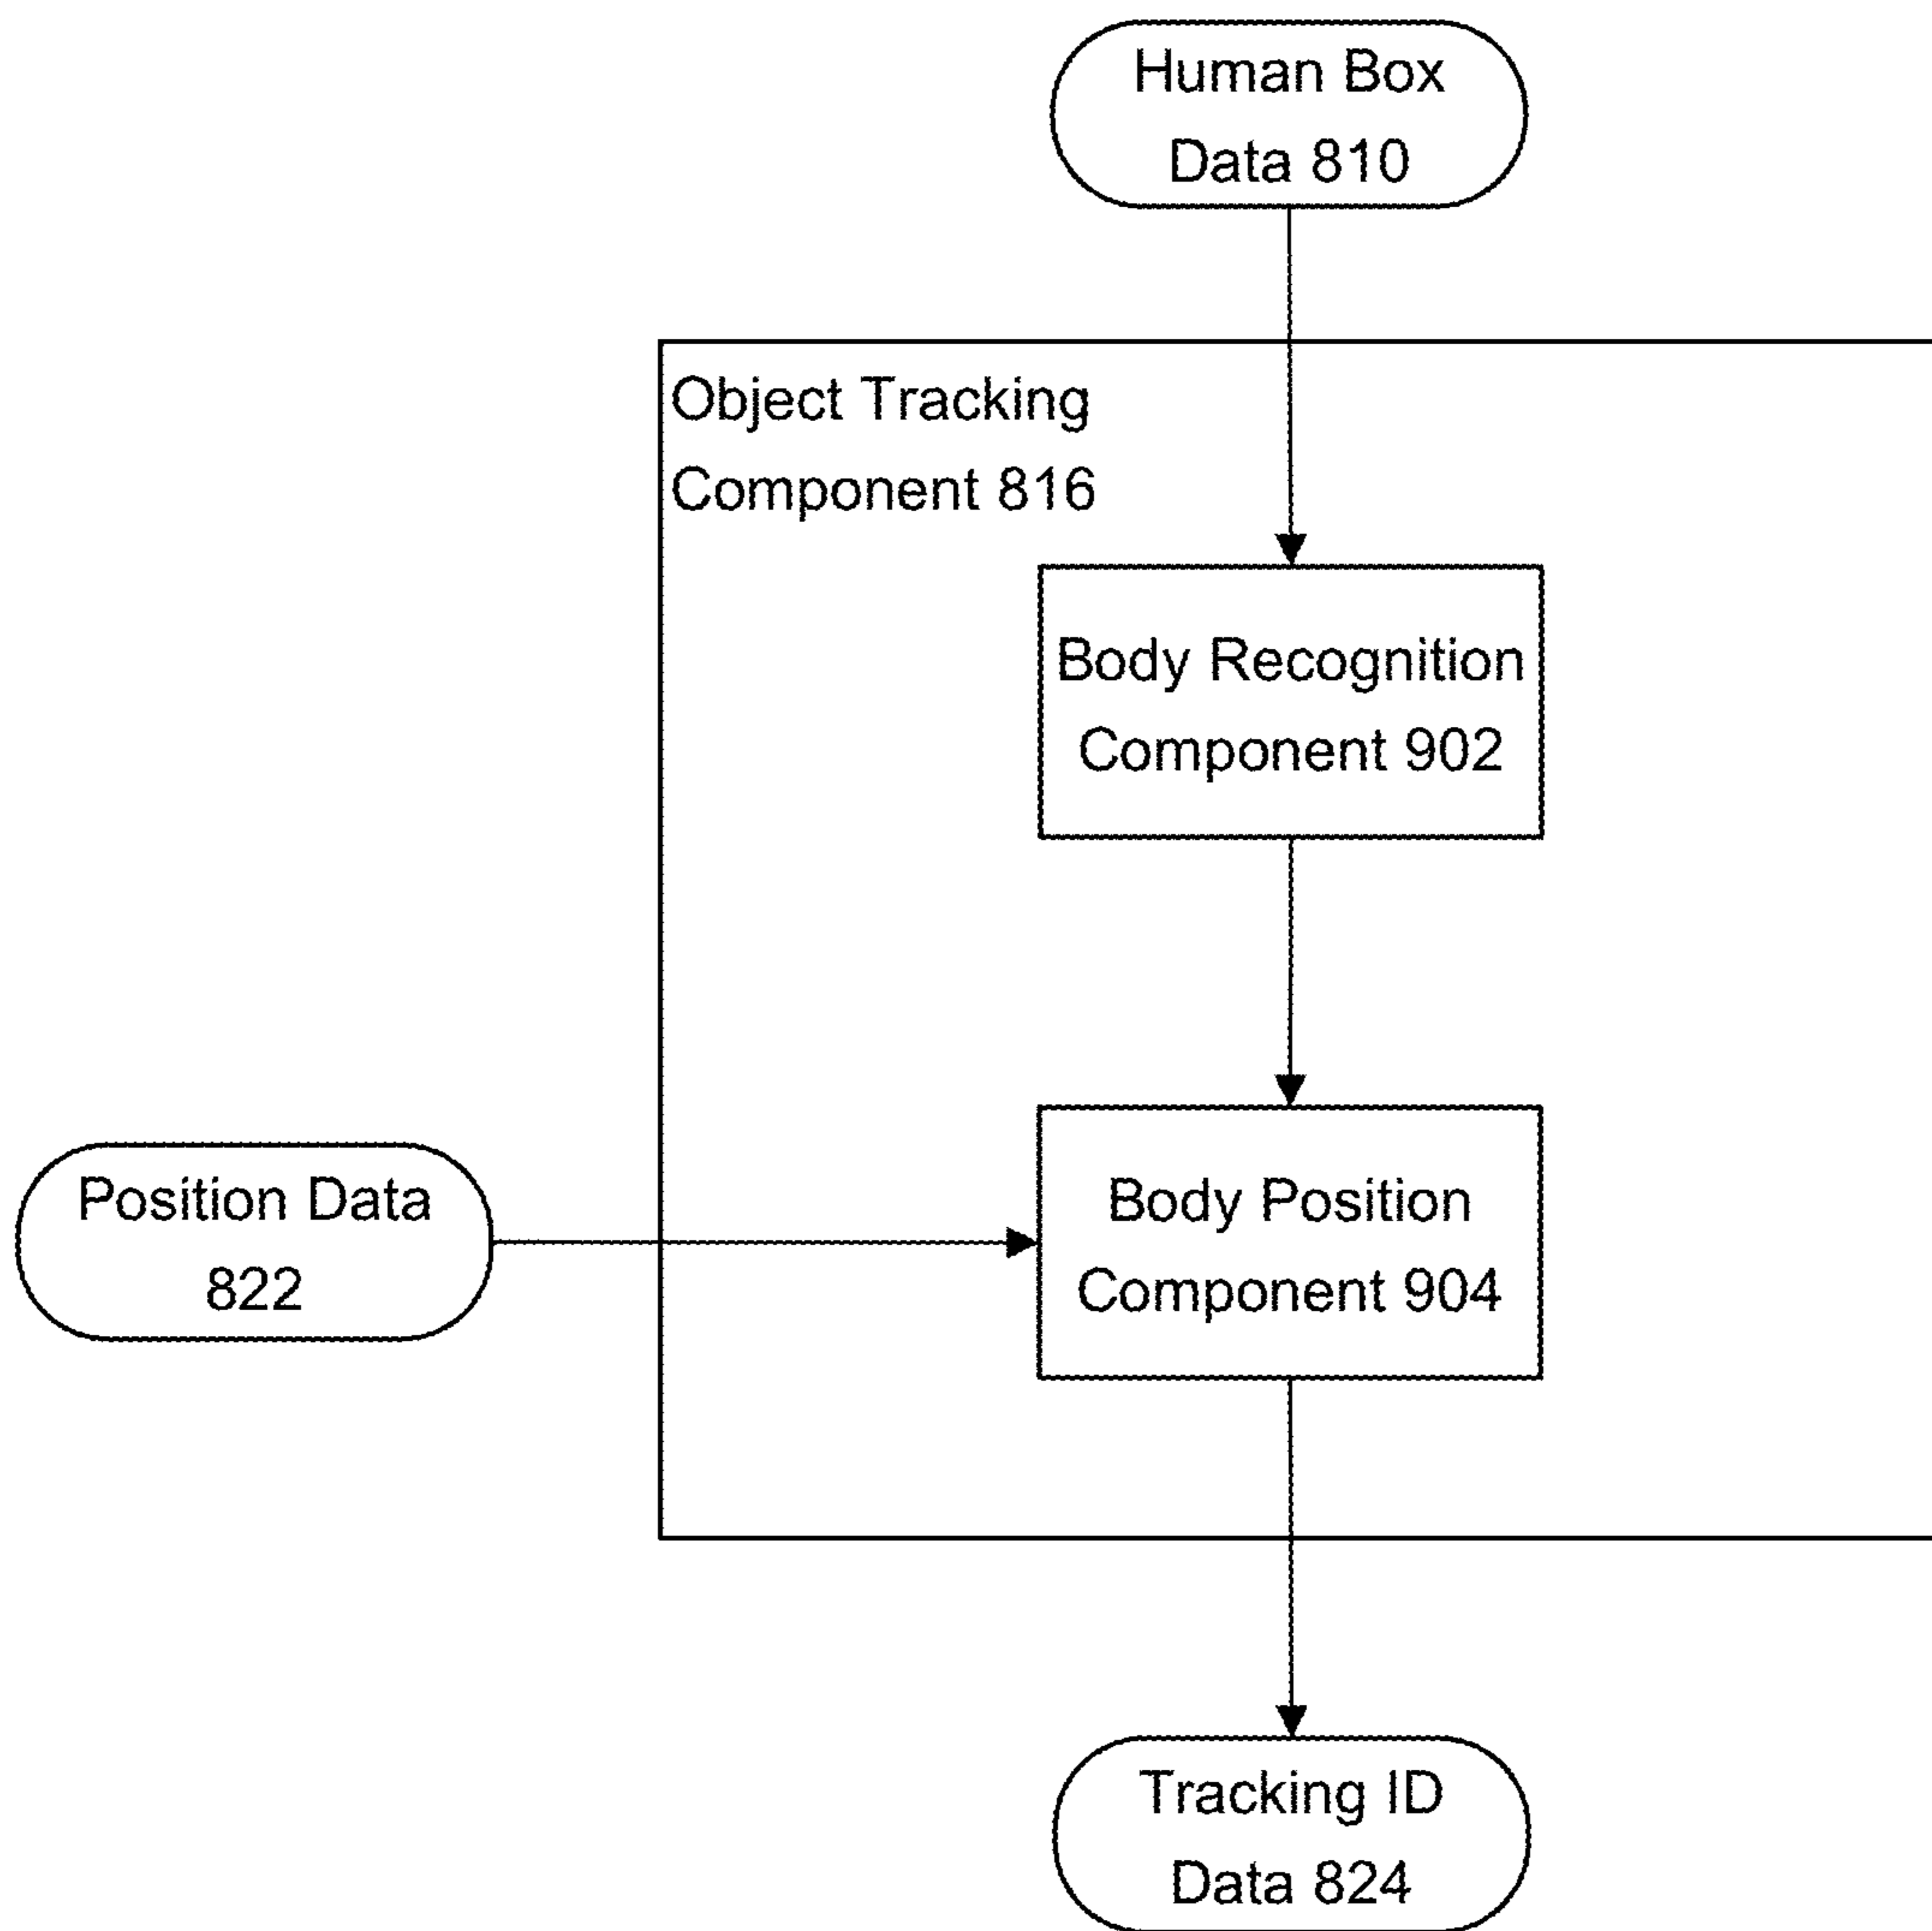 Human Box
Data 810
Object Tracking
Component 816
Body Recognition
Component 902
Position Data
822
Body Position
Component 904
Tracking ID
Data 824